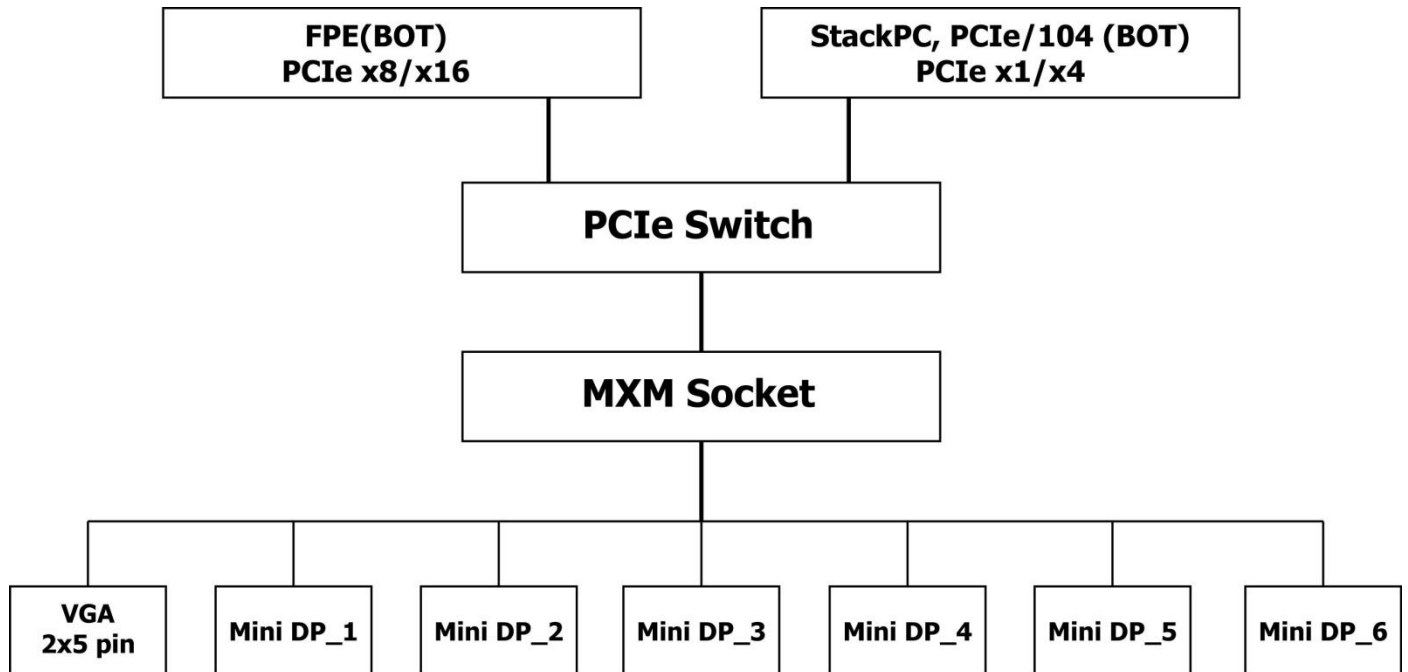 FPE(BOT)
PCIe x8/x16
StackPC, PCIe/104 (BOT)
PCIe x1/x4
PCIe Switch
MXM Socket
VGA
2x5 pin
Mini DP_1
Mini DP_2
Mini DP_3
Mini DP_4
Mini DP_5
Mini DP_6